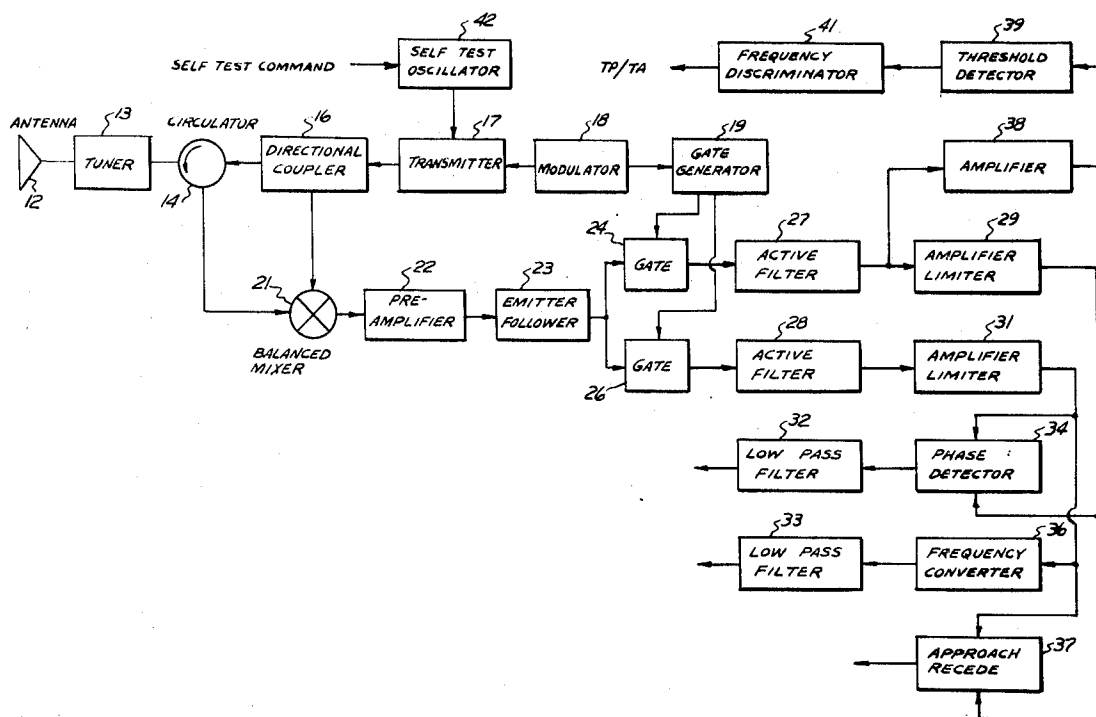 42
SELF TEST
OSCILLATOR
SELF TEST COMMAND
41
FREQUENCY
DISCRIMINATOR
TP/TA
39
THRESHOLD
DETECTOR
ANTENNA
12
13
TUNER
CIRCULATOR
14
16
DIRECTIONAL
COUPLER
17
TRANSMITTER
18
MODULATOR
19
GATE
GENERATOR
38
AMPLIFIER
24
GATE
27
ACTIVE
FILTER
29
AMPLIFIER
LIMITER
21
BALANCED
MIXER
22
PRE-
AMPLIFIER
23
EMITTER
FOLLOWER
GATE
26
28
ACTIVE
FILTER
31
AMPLIFIER
LIMITER
32
LOW PASS
FILTER
34
PHASE
DETECTOR
33
LOW PASS
FILTER
36
FREQUENCY
CONVERTER
APPROACH
RECEDE
37